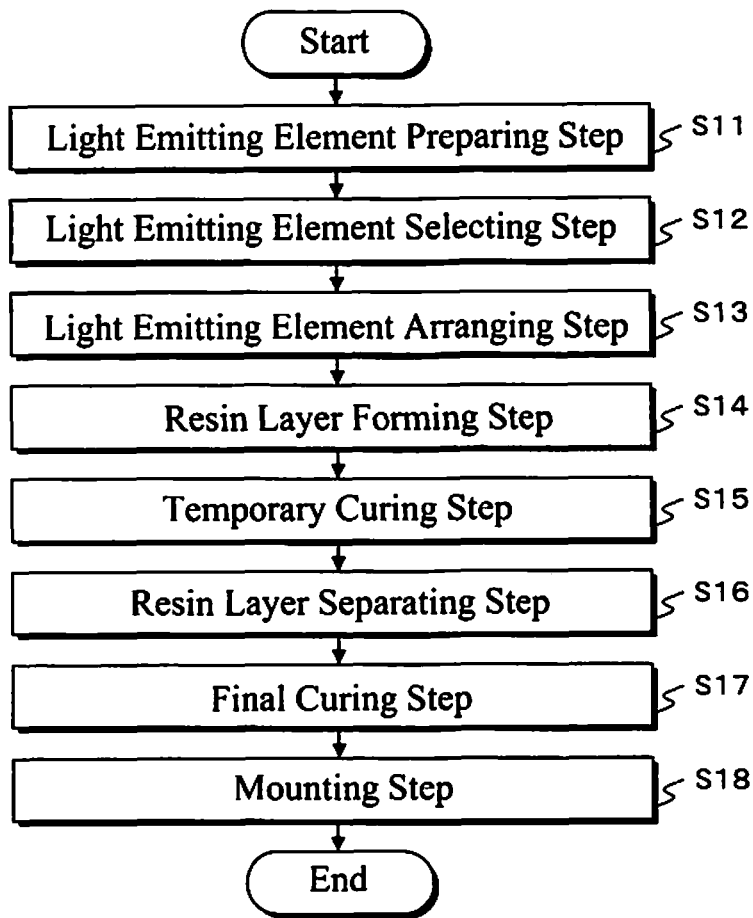 Start
Light Emitting Element Preparing Step
S11
Light Emitting Element Selecting Step
S12
Light Emitting Element Arranging Step
S13
Resin Layer Forming Step
S14
Temporary Curing Step
S15
Resin Layer Separating Step
S16
Final Curing Step
S17
Mounting Step
S18
End